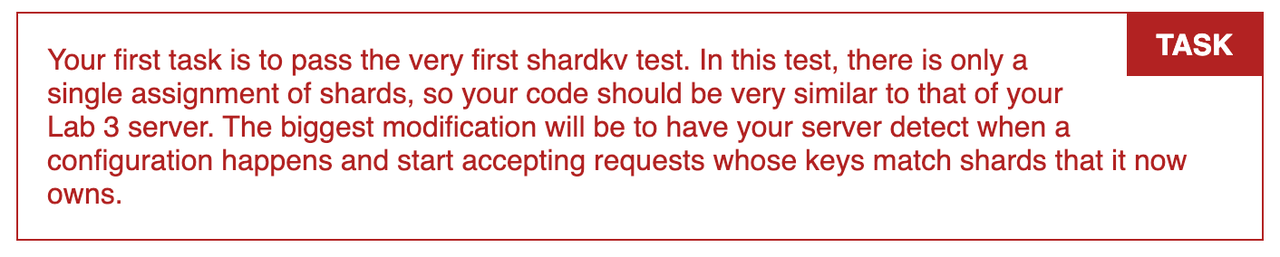 TASK
Your first task is to pass the very first shardkv test. In this test, there is only a
single assignment of shards, so your code should be very similar to that of your
Lab 3 server. The biggest modification will be to have your server detect when a
configuration happens and start accepting requests whose keys match shards that it now
owns.